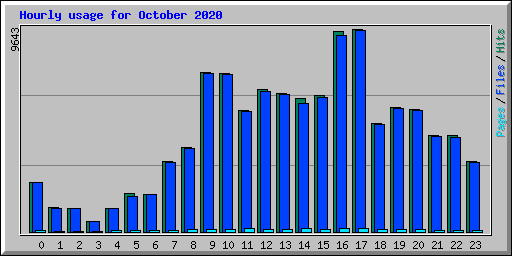 Hourly usage for October 2020
9643
Pages/Files/Hits
0 1 2 3 4 5 6 7 8 9 10 11 12 13 14 15 16 17 18 19 20 21 22 23